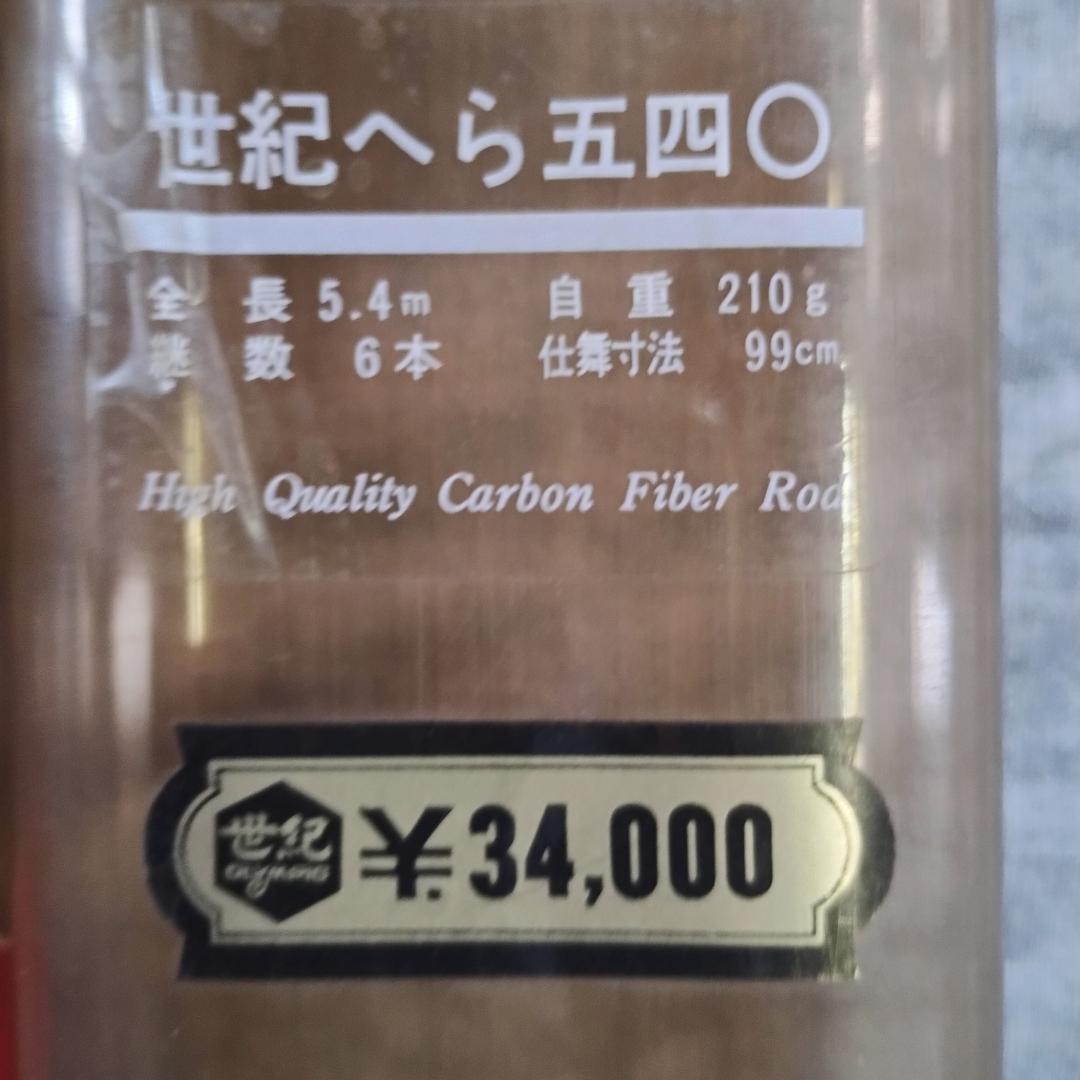 世紀へら五四〇
全長 5.4m 自重 210g
継数 6本 仕舞寸法 99cm
High Quality Carbon Fiber Rod
世紀 ¥34,000